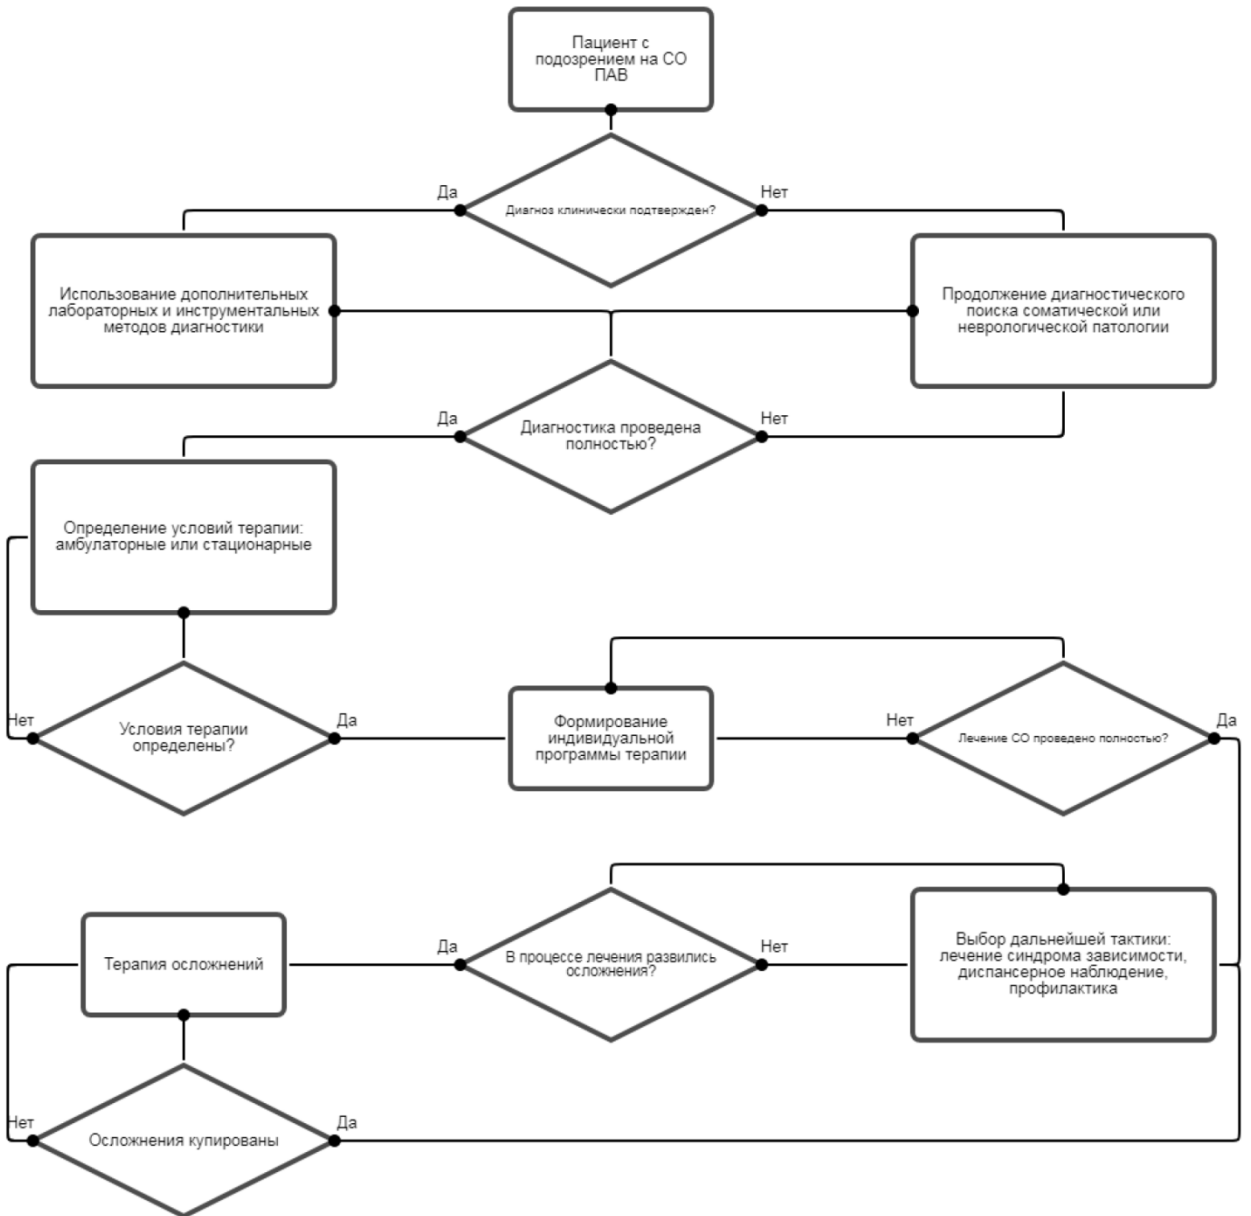 Пациент с
подозрением на СО
ПАВ
Да
Нет
Диагноз клинически подтвержден?
Использование дополнительных
лабораторных и инструментальных
методов диагностики
Продолжение диагностического
поиска соматической или
неврологической патологии
Да
Нет
Диагностика проведена
полностью?
Определение условий терапии:
амбулаторные или стационарные
Нет
Да
Условия терапии
определены?
Формирование
индивидуальной
программы терапии
Нет
Да
Лечение СО проведено полностью?
Терапия осложнений
Да
Нет
В процессе лечения развились
осложнения?
Выбор дальнейшей тактики:
лечение синдрома зависимости,
диспансерное наблюдение,
профилактика
Нет
Да
Осложнения купированы